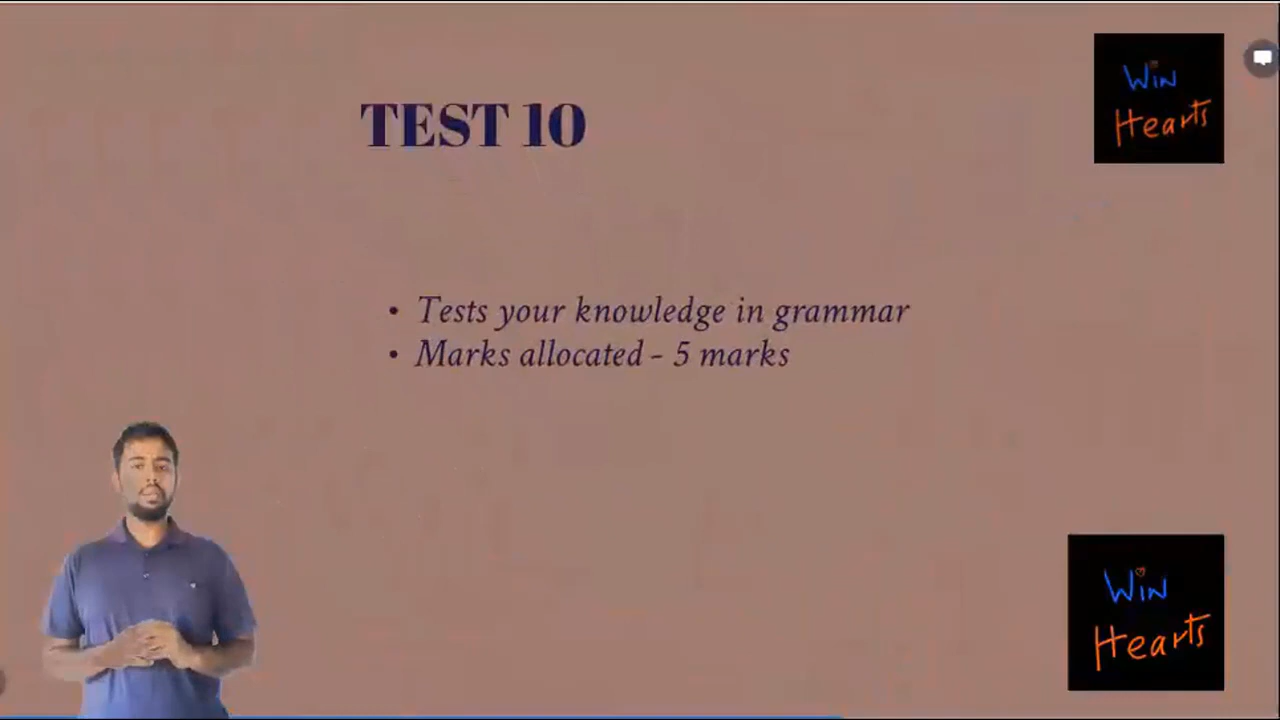 Win
Hearts
TEST 10
• Tests your knowledge in grammar
• Marks allocated - 5 marks
Win
Hearts